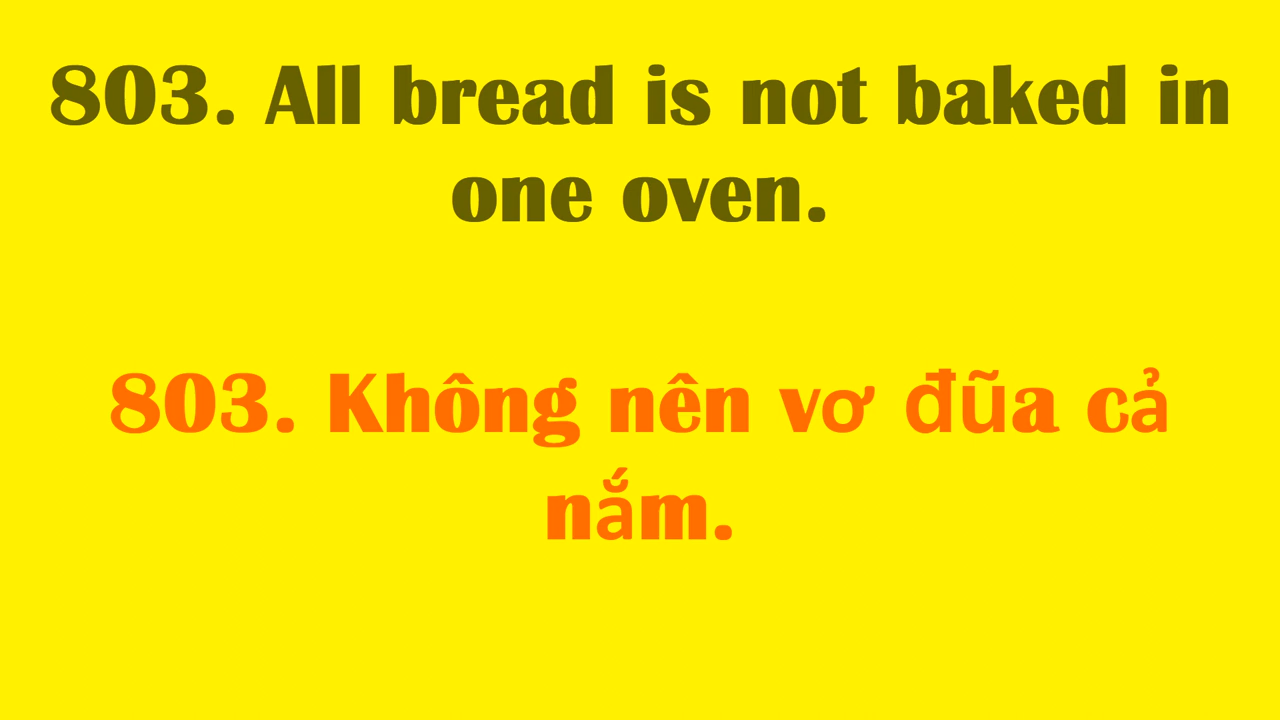 803. All bread is not baked in
one oven.
803. Không nên vơ đũa cả
nắm.